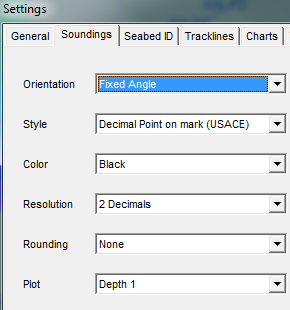 Settings
General Soundings Seabed ID Tracklines Charts
Orientation Fixed Angle
Style Decimal Point on mark (USACE)
Color Black
Resolution 2 Decimals
Rounding None
Plot Depth 1